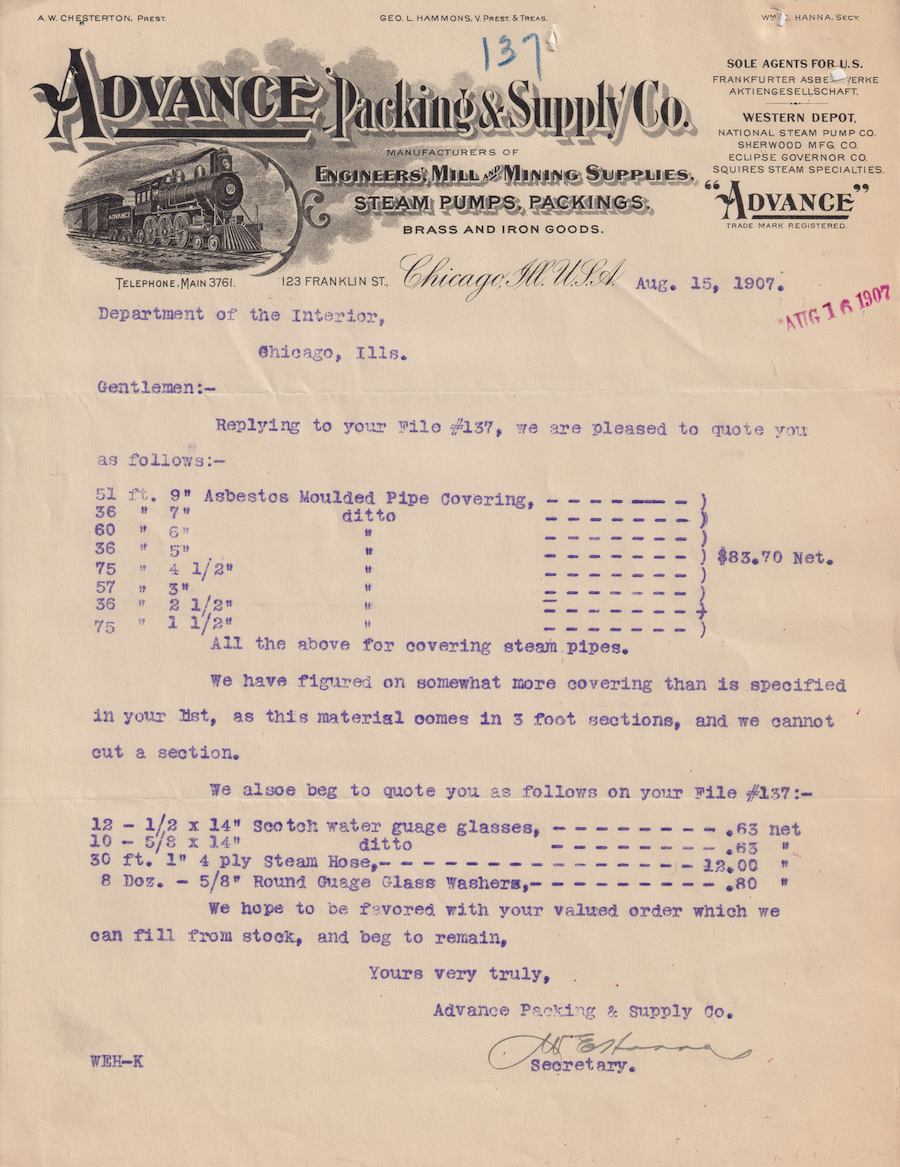 A. W. CHESTERTON, PREST.
GEO. L. HAMMONS, V. PREST. & TREAS.
HANNA, SECY.
137
ADVANCE Packing & Supply Co.
MANUFACTURERS OF
ENGINEERS', MILL AND MINING SUPPLIES,
STEAM PUMPS, PACKINGS,
BRASS AND IRON GOODS.
SOLE AGENTS FOR U.S.
FRANKFURTER
AKTIENGESELLSCHAFT.
WESTERN DEPOT,
NATIONAL STEAM PUMP CO.
SHERWOOD MFG. CO.
ECLIPSE GOVERNOR CO.
SQUIRES STEAM SPECIALTIES.
"ADVANCE"
TRADE MARK REGISTERED.
ADVANCE
TELEPHONE, MAIN 3761.
123 FRANKLIN ST., Chicago, Ill. U.S.A. Aug. 15, 1907.
AUG 16 1907
Department of the Interior,
Chicago, Ills.
Gentlemen:-
Replying to your File #137, we are pleased to quote you
as follows:-
51 ft. 9" Asbestos Moulded Pipe Covering, - - - - - - - - )
36 " 7" ditto - - - - - - - - )
60 " 6" " - - - - - - - - )
36 " 5" " - - - - - - - - ) $83.70 Net.
75 " 4 1/2" " - - - - - - - - )
57 " 3" " - - - - - - - - )
36 " 2 1/2" " - - - - - - - - )
75 " 1 1/2" " - - - - - - - - )
All the above for covering steam pipes.
We have figured on somewhat more covering than is specified
in your list, as this material comes in 3 foot sections, and we cannot
cut a section.
We alsoe beg to quote you as follows on your File #137:-
12 - 1/2 x 14" Scotch water guage glasses, - - - - - - - - .63 net
10 - 5/8 x 14" ditto - - - - - - - - .63 "
30 ft. 1" 4 ply Steam Hose,- - - - - - - - - - - - - - - - 12.00 "
8 Doz. - 5/8" Round Guage Glass Washers,- - - - - - - - - .80 "
We hope to be favored with your valued order which we
can fill from stock, and beg to remain,
Yours very truly,
Advance Packing & Supply Co.
W E Hanna
WEH-K
Secretary.